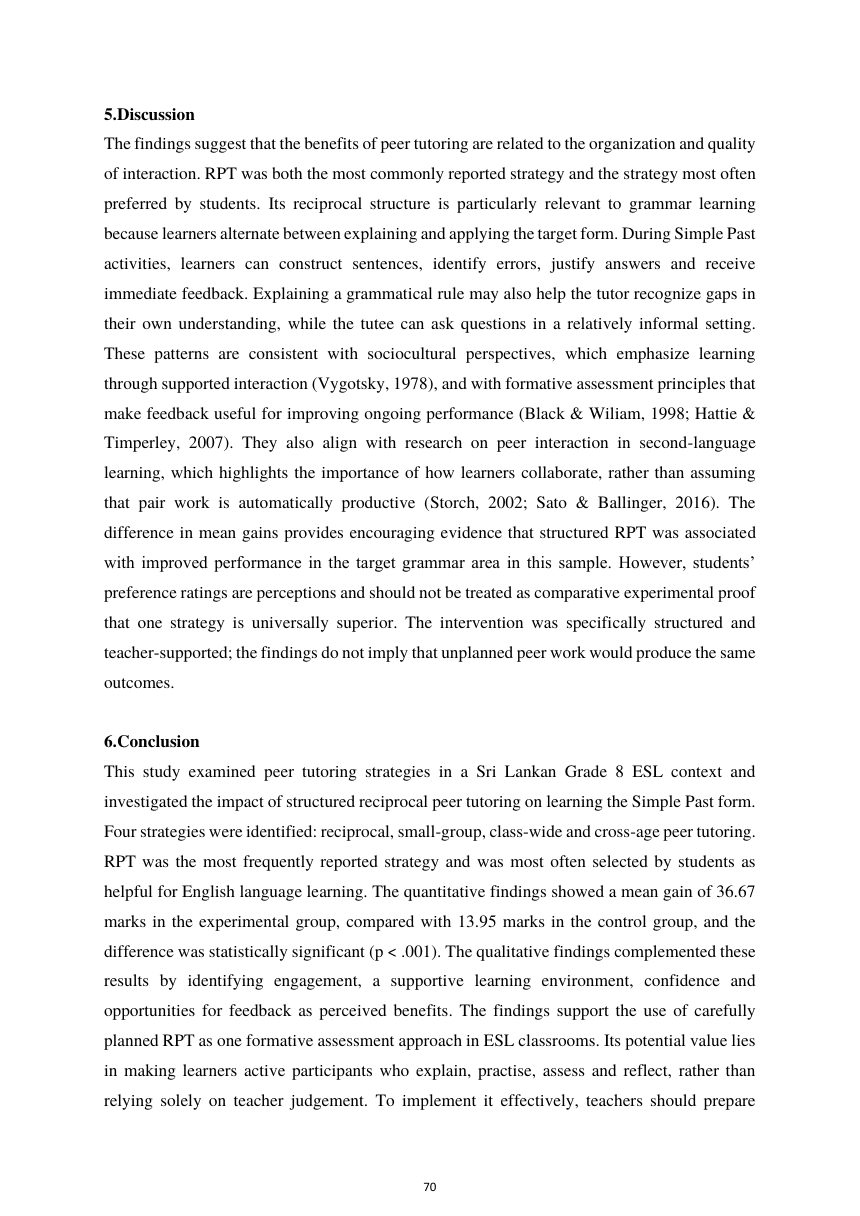 5.Discussion
The findings suggest that the benefits of peer tutoring are related to the organization and quality
of interaction. RPT was both the most commonly reported strategy and the strategy most often
preferred by students. Its reciprocal structure is particularly relevant to grammar learning
because learners alternate between explaining and applying the target form. During Simple Past
activities, learners can construct sentences, identify errors, justify answers and receive
immediate feedback. Explaining a grammatical rule may also help the tutor recognize gaps in
their own understanding, while the tutee can ask questions in a relatively informal setting.
These patterns are consistent with sociocultural perspectives, which emphasize learning
through supported interaction (Vygotsky, 1978), and with formative assessment principles that
make feedback useful for improving ongoing performance (Black & Wiliam, 1998; Hattie &
Timperley, 2007). They also align with research on peer interaction in second-language
learning, which highlights the importance of how learners collaborate, rather than assuming
that pair work is automatically productive (Storch, 2002; Sato & Ballinger, 2016). The
difference in mean gains provides encouraging evidence that structured RPT was associated
with improved performance in the target grammar area in this sample. However, students’
preference ratings are perceptions and should not be treated as comparative experimental proof
that one strategy is universally superior. The intervention was specifically structured and
teacher-supported; the findings do not imply that unplanned peer work would produce the same
outcomes.
6.Conclusion
This study examined peer tutoring strategies in a Sri Lankan Grade 8 ESL context and
investigated the impact of structured reciprocal peer tutoring on learning the Simple Past form.
Four strategies were identified: reciprocal, small-group, class-wide and cross-age peer tutoring.
RPT was the most frequently reported strategy and was most often selected by students as
helpful for English language learning. The quantitative findings showed a mean gain of 36.67
marks in the experimental group, compared with 13.95 marks in the control group, and the
difference was statistically significant (p < .001). The qualitative findings complemented these
results by identifying engagement, a supportive learning environment, confidence and
opportunities for feedback as perceived benefits. The findings support the use of carefully
planned RPT as one formative assessment approach in ESL classrooms. Its potential value lies
in making learners active participants who explain, practise, assess and reflect, rather than
relying solely on teacher judgement. To implement it effectively, teachers should prepare
70